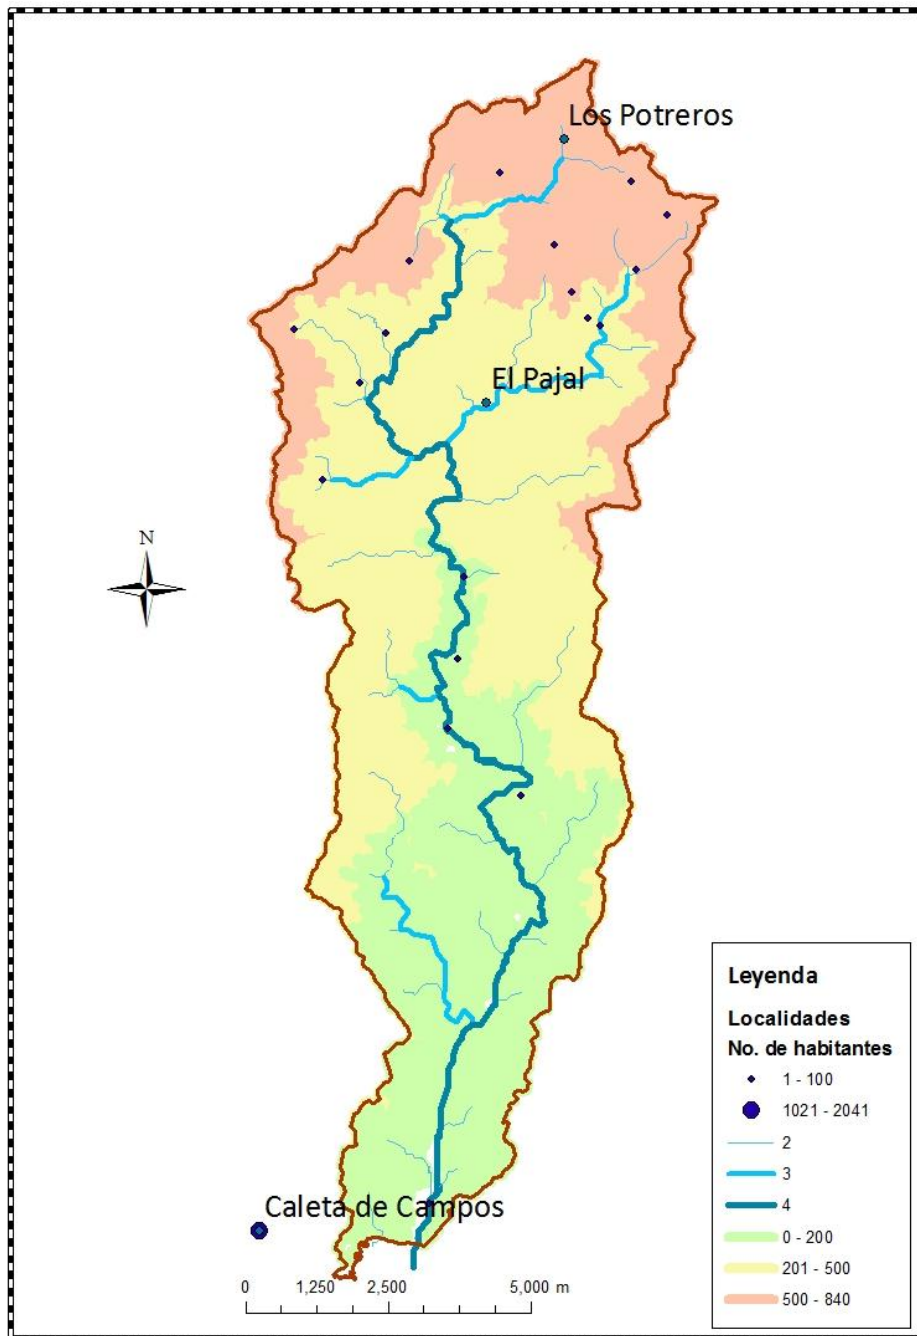 Los Potreros
El Pajal
N
Caleta de Campos
0 1,250 2,500 5,000 m
Leyenda
Localidades
No. de habitantes
1 - 100
1021 - 2041
2
3
4
0 - 200
201 - 500
500 - 840